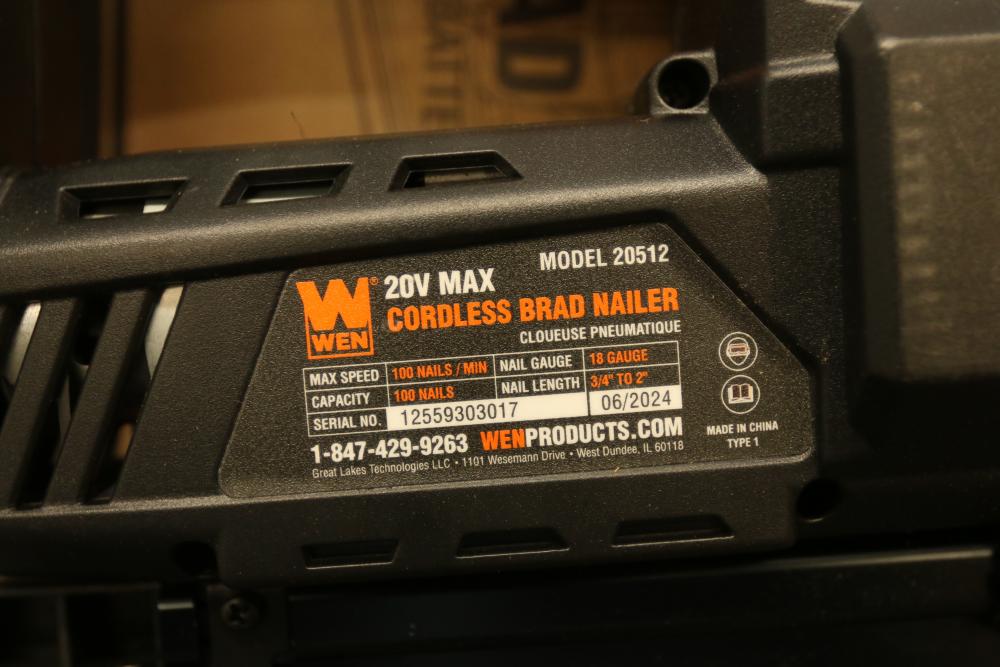 AD
WEN®
20V MAX
MODEL 20512
CORDLESS BRAD NAILER
CLOUEUSE PNEUMATIQUE
MAX SPEED 100 NAILS / MIN NAIL GAUGE 18 GAUGE
CAPACITY 100 NAILS NAIL LENGTH 3/4" TO 2"
SERIAL NO. 12559303017 06/2024
1-847-429-9263 WENPRODUCTS.COM
Great Lakes Technologies LLC • 1101 Wesemann Drive • West Dundee, IL 60118
MADE IN CHINA
TYPE 1